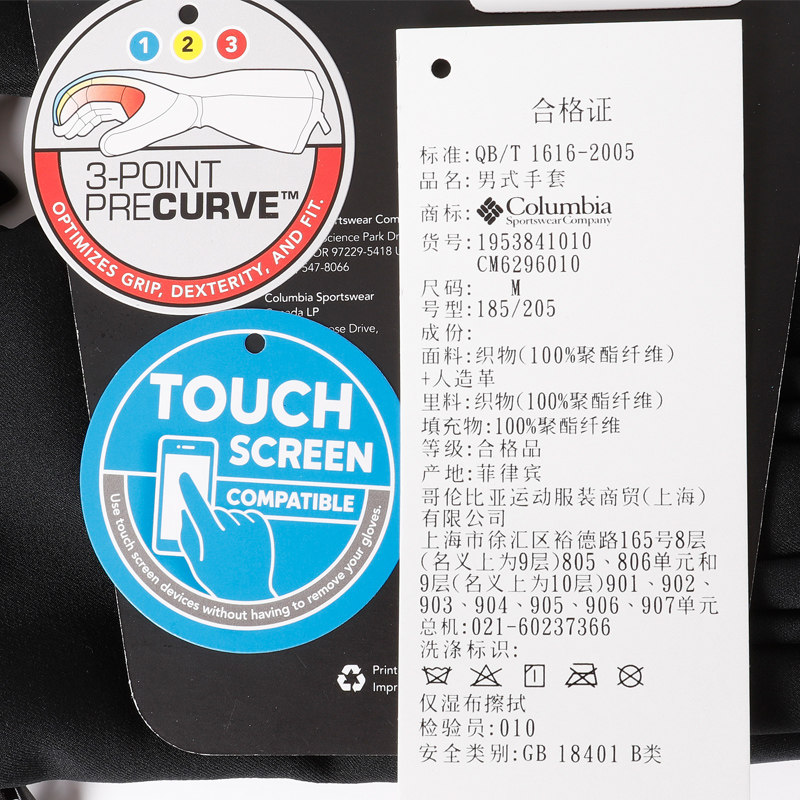 1 2 3
3-POINT
PRECURVE™
OPTIMIZES GRIP, DEXTERITY, AND FIT.
Science Park
97229-5418
547-8066
Columbia Sportswear
LP
Drive,
TOUCH
SCREEN
COMPATIBLE
Use touch screen devices without having to remove your gloves.
合格证
标准:QB/T 1616-2005
品名:男式手套
商标: Columbia
Sportswear Company
货号:1953841010
CM6296010
尺码: M
号型:185/205
成份:
面料:织物(100%聚酯纤维)
+人造革
里料:织物(100%聚酯纤维)
填充物:100%聚酯纤维
等级:合格品
产地:菲律宾
哥伦比亚运动服装商贸(上海)
有限公司
上海市徐汇区裕德路165号8层
(名义上为9层)805、806单元和
9层(名义上为10层)901、902、
903、904、905、906、907单元
总机:021-60237366
洗涤标识:
仅湿布擦拭
检验员:010
安全类别:GB 18401 B类